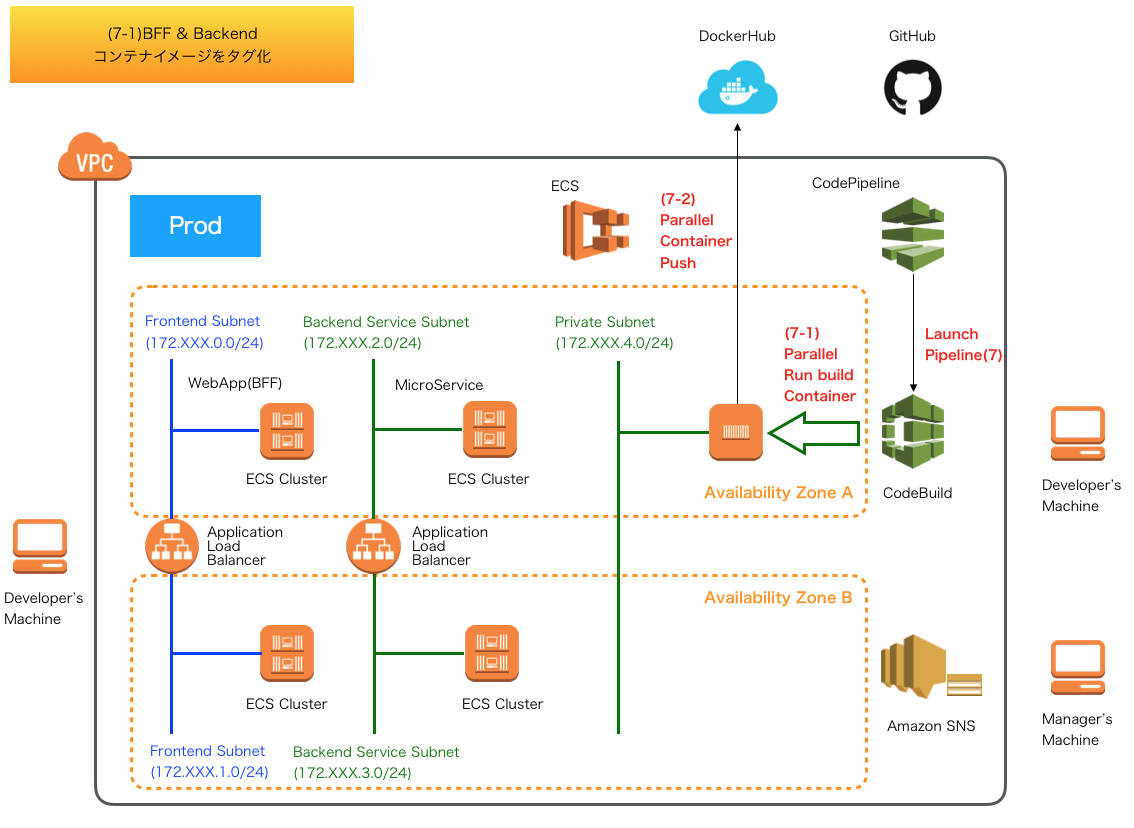 (7-1)BFF & Backend
コンテナイメージをタグ化
DockerHub
GitHub
VPC
Prod
ECS
(7-2)
Parallel
Container
Push
CodePipeline
Frontend Subnet
(172.XXX.0.0/24)
Backend Service Subnet
(172.XXX.2.0/24)
Private Subnet
(172.XXX.4.0/24)
(7-1)
Parallel
Run build
Container
Launch
Pipeline(7)
WebApp(BFF)
MicroService
ECS Cluster
ECS Cluster
Availability Zone A
CodeBuild
Developer's
Machine
Application
Load
Balancer
Application
Load
Balancer
Developer's
Machine
Availability Zone B
ECS Cluster
ECS Cluster
Amazon SNS
Manager's
Machine
Frontend Subnet
(172.XXX.1.0/24)
Backend Service Subnet
(172.XXX.3.0/24)